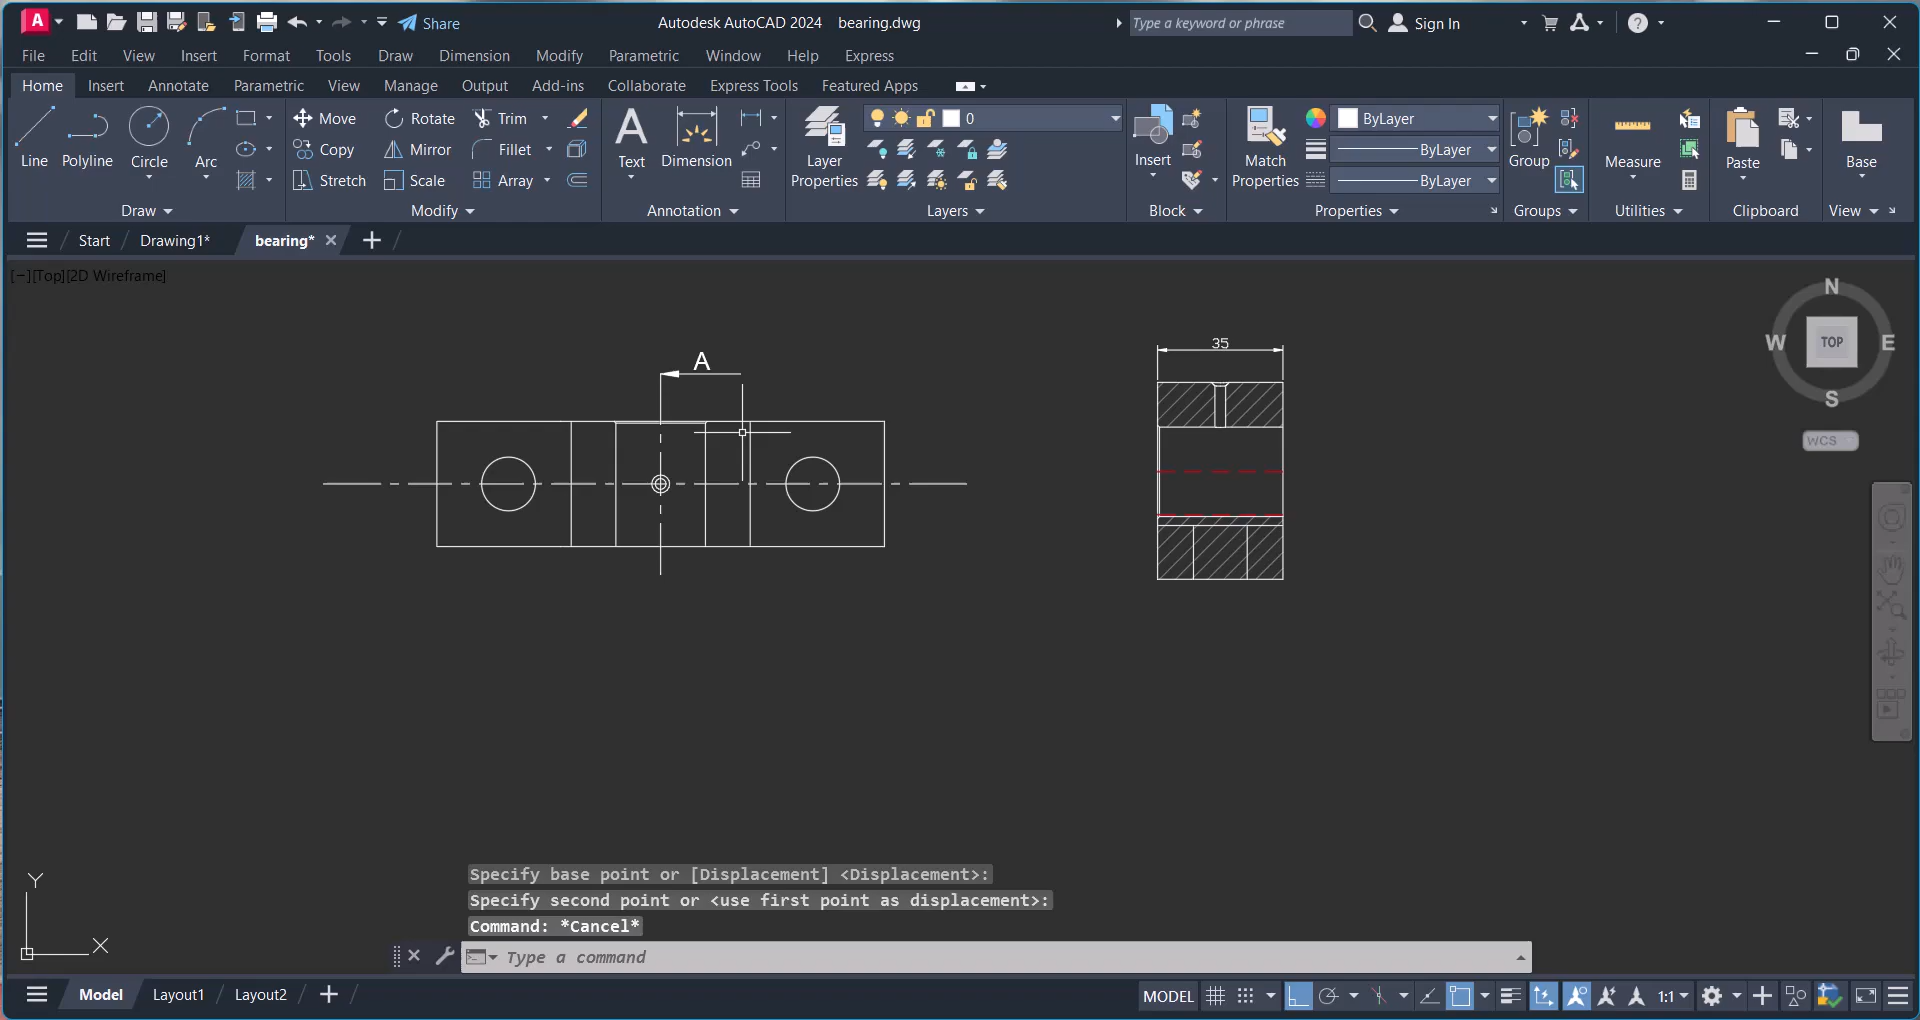 A Share Autodesk AutoCAD 2024 bearing.dwg Type a keyword or phrase Sign In
File Edit View Insert Format Tools Draw Dimension Modify Parametric Window Help Express
Home Insert Annotate Parametric View Manage Output Add-ins Collaborate Express Tools Featured Apps
Move Rotate Trim 0 ByLayer
Line Polyline Circle Arc Copy Mirror Fillet Text Dimension Layer Properties Insert Match Properties ByLayer Group Measure Paste Base
Stretch Scale Array ByLayer
Draw Modify Annotation Layers Block Properties Groups Utilities Clipboard View
Start Drawing1* bearing*
[−][Top][2D Wireframe]
N
W TOP E
S
WCS
A
35
Y
X
Specify base point or [Displacement] <Displacement>:
Specify second point or <use first point as displacement>:
Command: *Cancel*
Type a command
Model Layout1 Layout2 MODEL 1:1